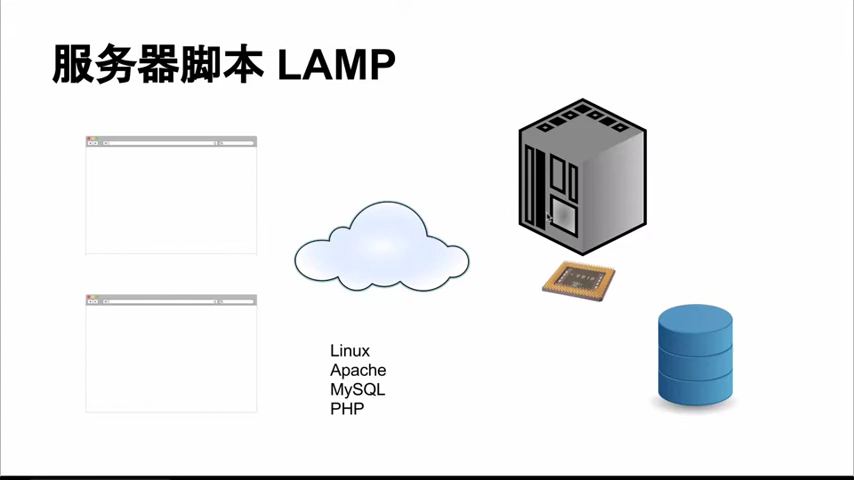 服务器脚本 LAMP
Linux
Apache
MySQL
PHP